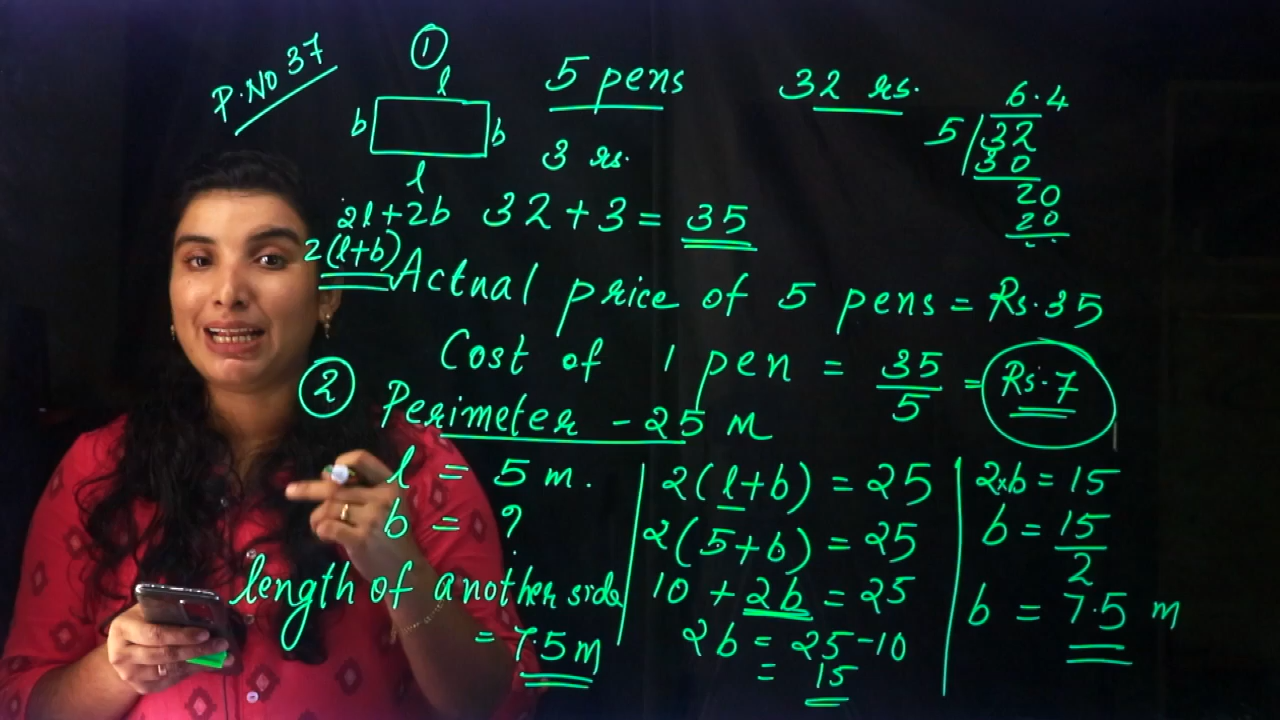 P.No 37
1
l
b
b
l
2l+2b
2(l+b)
5 pens
32 rs.
3 rs.
32+3 = 35
6.4
5 32
30
20
20
Actual price of 5 pens = Rs.35
Cost of 1 pen = 35/5 = Rs.7
2
Perimeter - 25 m
l = 5 m.
b = ?
length of another side
= 7.5m
2(l+b) = 25
2(5+b) = 25
10 + 2b = 25
2b = 25-10
= 15
2×b = 15
b = 15/2
b = 7.5 m